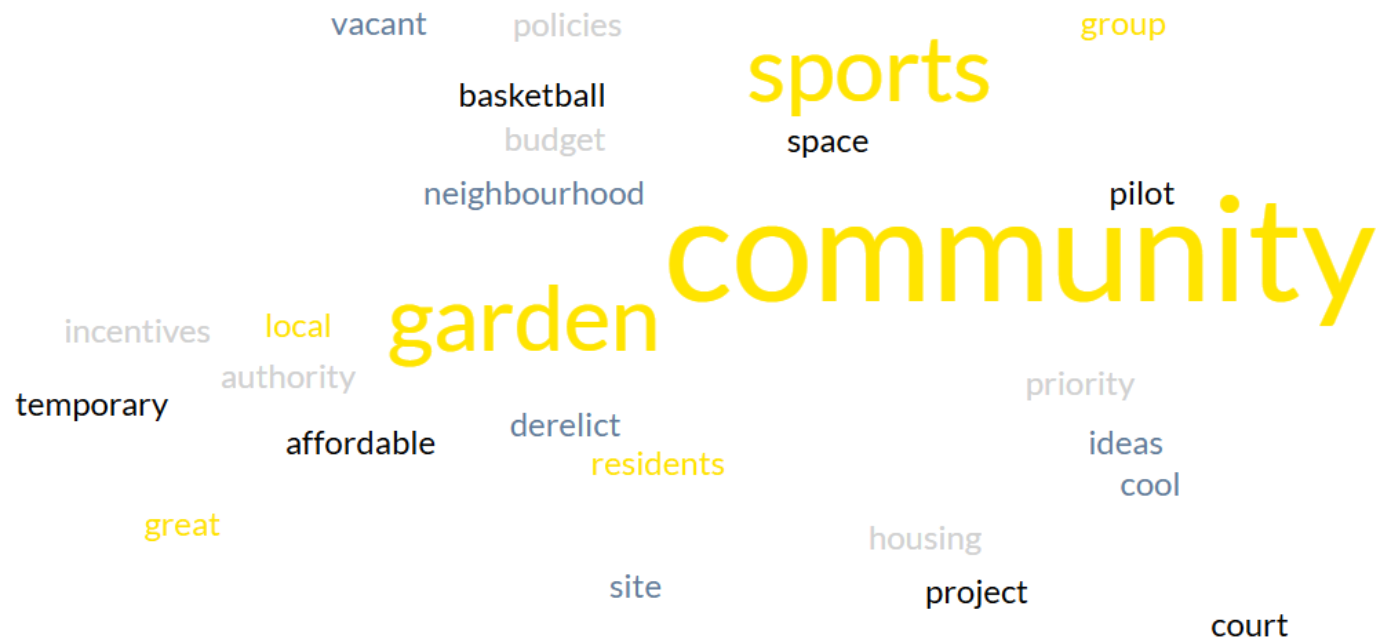 vacant
policies
group
sports
basketball
budget
space
neighbourhood
pilot
community
garden
incentives
local
authority
priority
temporary
derelict
affordable
ideas
residents
cool
great
housing
site
project
court